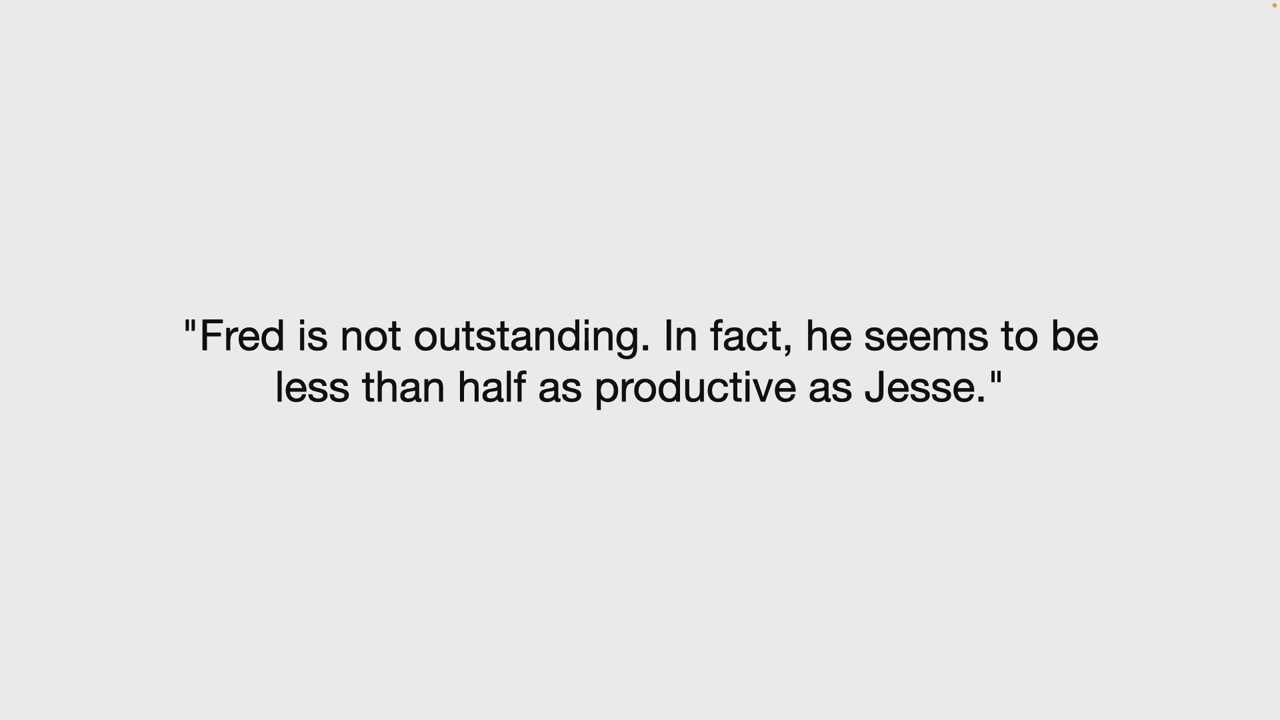 "Fred is not outstanding. In fact, he seems to be
less than half as productive as Jesse."